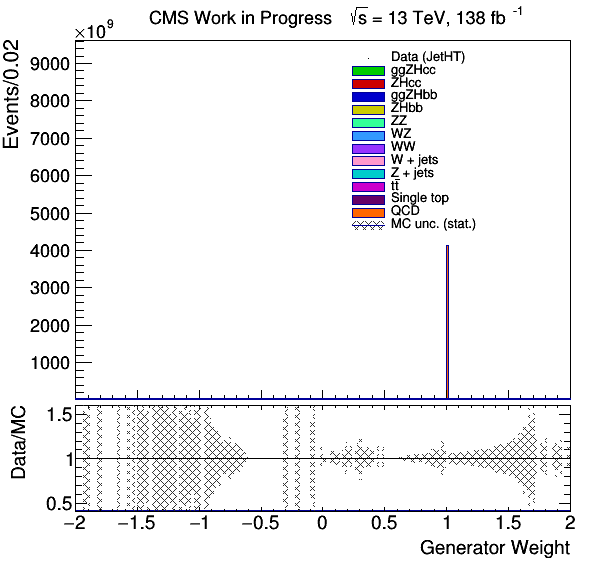 CMS Work in Progress √s = 13 TeV, 138 fb⁻¹
×10⁹
Events/0.02
9000
8000
7000
6000
5000
4000
3000
2000
1000
Data (JetHT)
ggZHcc
ZHcc
ggZHbb
ZHbb
ZZ
WZ
WW
W + jets
Z + jets
tt̄
Single top
QCD
MC unc. (stat.)
Data/MC
1.5
1
0.5
−2 −1.5 −1 −0.5 0 0.5 1 1.5 2
Generator Weight